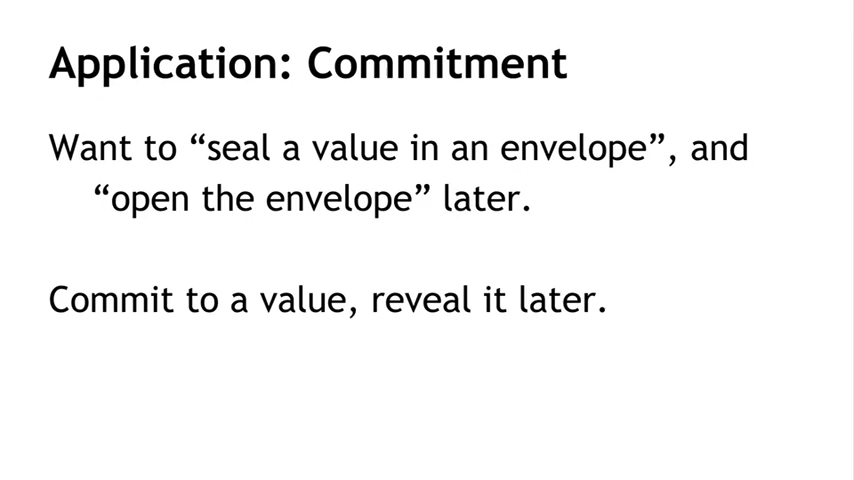 Application: Commitment
Want to “seal a value in an envelope”, and
“open the envelope” later.
Commit to a value, reveal it later.